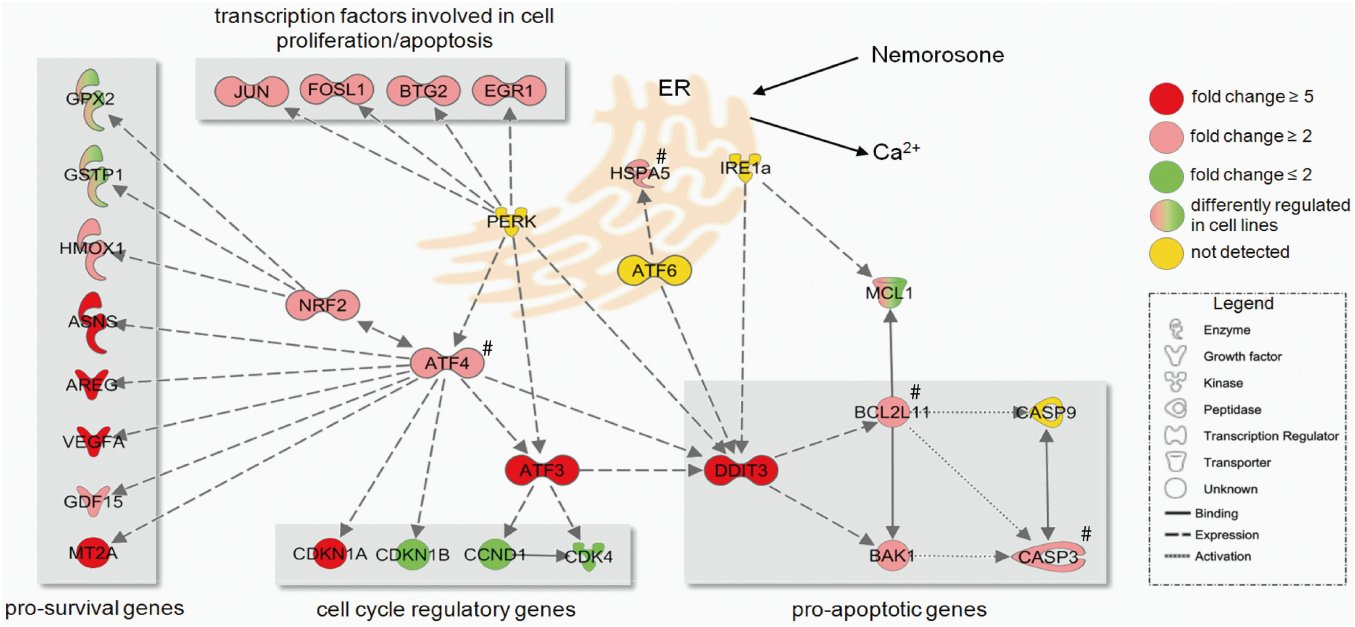 transcription factors involved in cell
proliferation/apoptosis
JUN
FOSL1
BTG2
EGR1
GPX2
GSTP1
HMOX1
ASNS
AREG
VEGFA
GDF15
MT2A
pro-survival genes
NRF2
ATF4
#
PERK
ER
HSPA5
#
IRE1a
ATF6
Nemorosone
Ca²⁺
MCL1
ATF3
CDKN1A
CDKN1B
CCND1
CDK4
cell cycle regulatory genes
DDIT3
BCL2L11
#
CASP9
BAK1
CASP3
#
pro-apoptotic genes
fold change ≥ 5
fold change ≥ 2
fold change ≤ 2
differently regulated
in cell lines
not detected
Legend
Enzyme
Growth factor
Kinase
Peptidase
Transcription Regulator
Transporter
Unknown
Binding
Expression
Activation